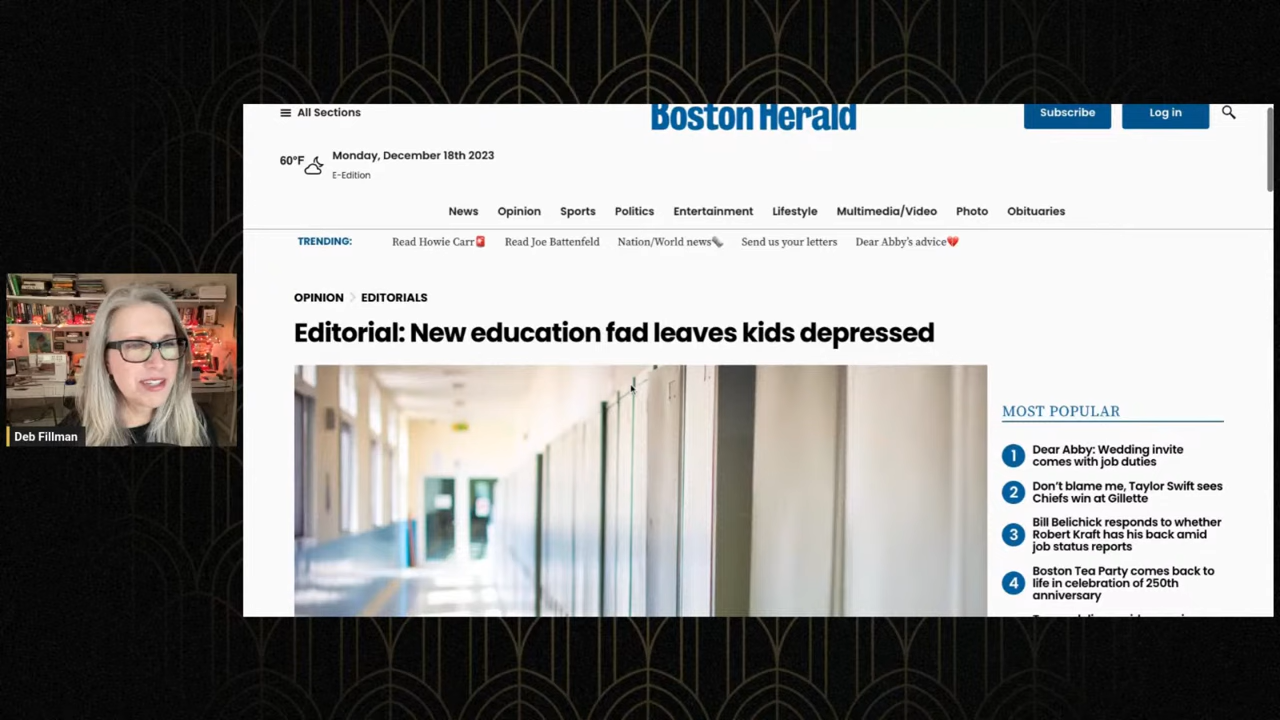 All Sections
Boston Herald
Subscribe
Log in
60°F
Monday, December 18th 2023
E-Edition
News Opinion Sports Politics Entertainment Lifestyle Multimedia/Video Photo Obituaries
TRENDING: Read Howie Carr🚨 Read Joe Battenfeld Nation/World news🗞️ Send us your letters Dear Abby's advice💔
OPINION > EDITORIALS
Editorial: New education fad leaves kids depressed
MOST POPULAR
1 Dear Abby: Wedding invite
comes with job duties
2 Don't blame me, Taylor Swift sees
Chiefs win at Gillette
3 Bill Belichick responds to whether
Robert Kraft has his back amid
job status reports
4 Boston Tea Party comes back to
life in celebration of 250th
anniversary
Deb Fillman